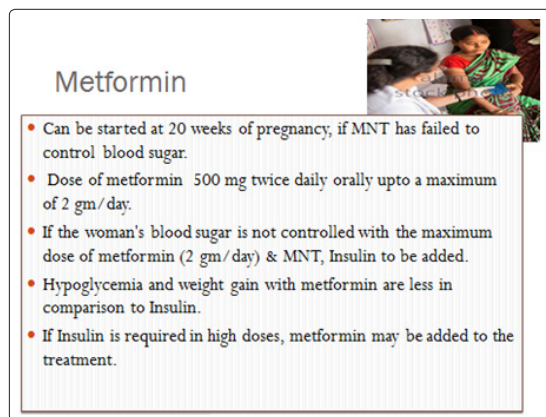 Metformin
• Can be started at 20 weeks of pregnancy, if MNT has failed to
control blood sugar.
• Dose of metformin 500 mg twice daily orally upto a maximum
of 2 gm/day.
• If the woman's blood sugar is not controlled with the maximum
dose of metformin (2 gm/day) & MNT, Insulin to be added.
• Hypoglycemia and weight gain with metformin are less in
comparison to Insulin.
• If Insulin is required in high doses, metformin may be added to the
treatment.